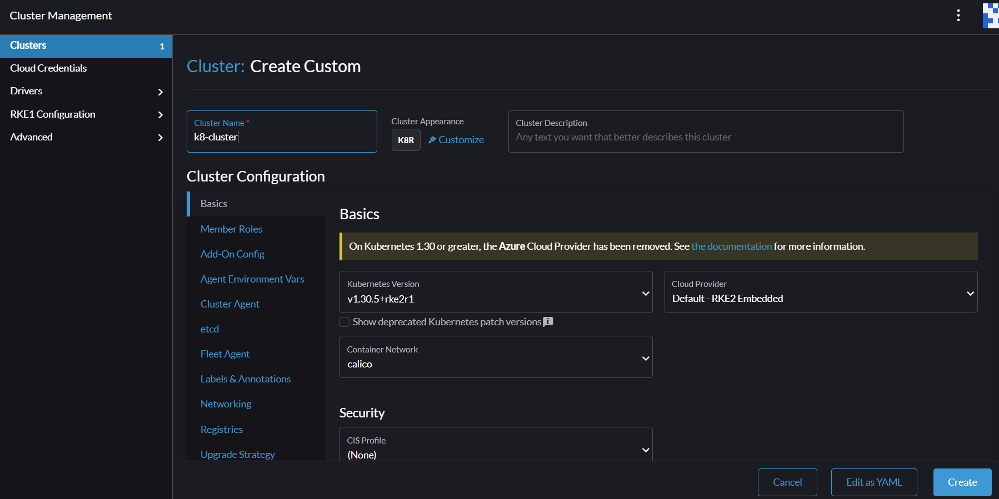 Cluster Management
Clusters 1
Cloud Credentials
Drivers
RKE1 Configuration
Advanced
Cluster: Create Custom
Cluster Name *
k8-cluster
Cluster Appearance
K8R Customize
Cluster Description
Any text you want that better describes this cluster
Cluster Configuration
Basics
Member Roles
Add-On Config
Agent Environment Vars
Cluster Agent
etcd
Fleet Agent
Labels & Annotations
Networking
Registries
Upgrade Strategy
Basics
On Kubernetes 1.30 or greater, the Azure Cloud Provider has been removed. See the documentation for more information.
Kubernetes Version
v1.30.5+rke2r1
Cloud Provider
Default - RKE2 Embedded
Show deprecated Kubernetes patch versions
Container Network
calico
Security
CIS Profile
(None)
Cancel
Edit as YAML
Create